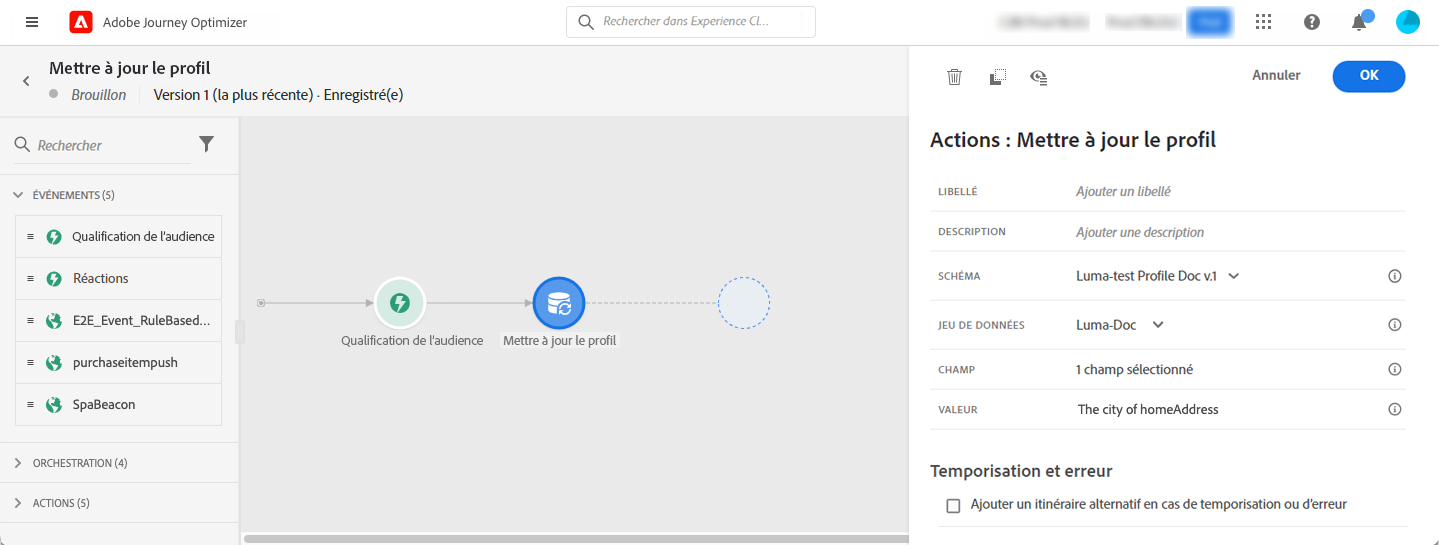 Adobe Journey Optimizer
Rechercher dans Experience Cl...
Mettre à jour le profil
Brouillon
Version 1 (la plus récente) · Enregistré(e)
Annuler
OK
Rechercher
ÉVÉNEMENTS (5)
Qualification de l'audience
Réactions
E2E_Event_RuleBased...
purchaseitempush
SpaBeacon
ORCHESTRATION (4)
ACTIONS (5)
Qualification de l'audience
Mettre à jour le profil
Actions : Mettre à jour le profil
LIBELLÉ
Ajouter un libellé
DESCRIPTION
Ajouter une description
SCHÉMA
Luma-test Profile Doc v.1
JEU DE DONNÉES
Luma-Doc
CHAMP
1 champ sélectionné
VALEUR
The city of homeAddress
Temporisation et erreur
Ajouter un itinéraire alternatif en cas de temporisation ou d'erreur